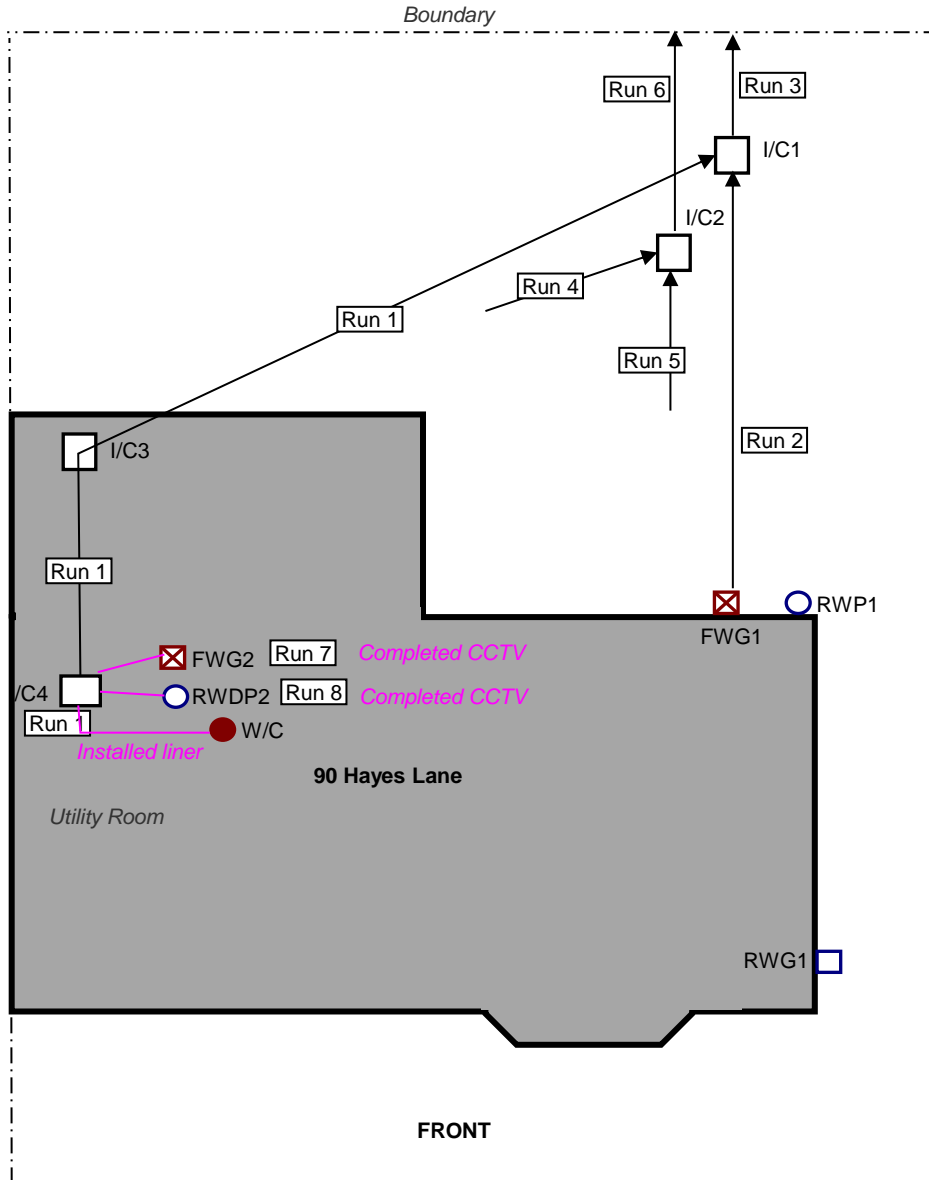 Boundary
Run 6
Run 3
I/C1
I/C2
Run 4
Run 1
Run 5
Run 2
I/C3
Run 1
RWP1
FWG1
FWG2
Run 7
Completed CCTV
/C4
RWDP2
Run 8
Completed CCTV
Run 1
W/C
Installed liner
90 Hayes Lane
Utility Room
RWG1
FRONT